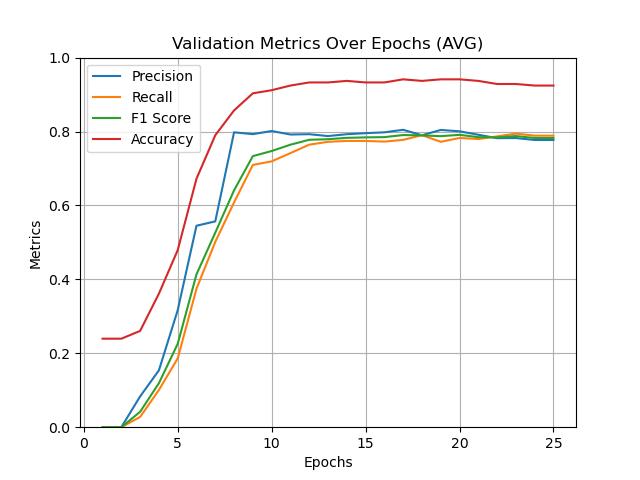 Validation Metrics Over Epochs (AVG)
Precision
Recall
F1 Score
Accuracy
1.0
0.8
0.6
0.4
0.2
0.0
Metrics
0 5 10 15 20 25
Epochs